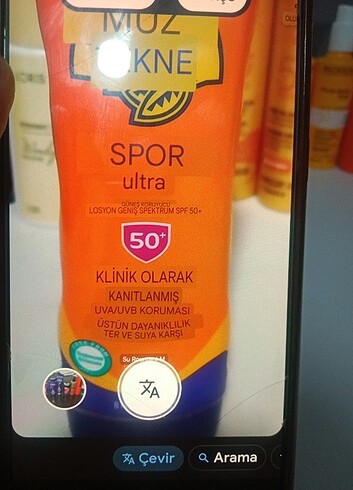 MUZ
TEKNE
SPOR
ultra
GÜNEŞ KORUYUCU
LOSYON GENİŞ SPEKTRUM SPF 50+
50+
KLİNİK OLARAK
KANITLANMIŞ
UVA/UVB KORUMASI
ÜSTÜN DAYANIKLILIK
TER VE SUYA KARŞI
Çevir
Arama